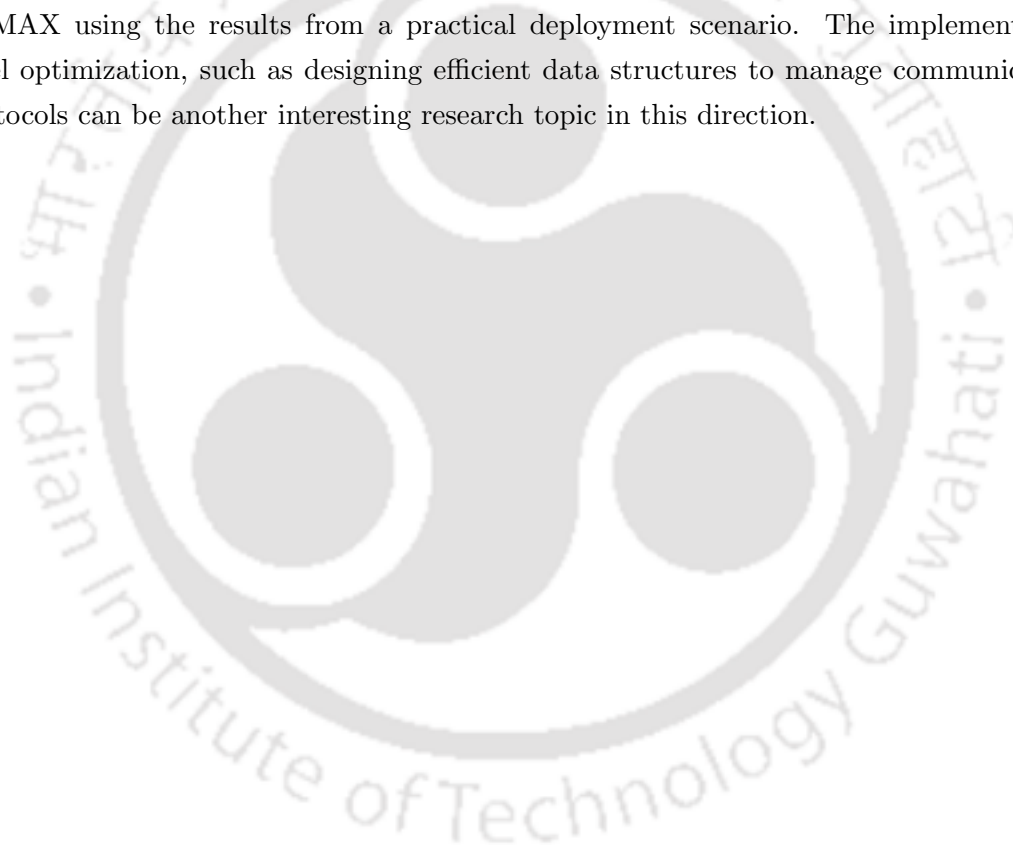 MAX using the results from a practical deployment scenario. The implement
el optimization, such as designing efficient data structures to manage communic
tocols can be another interesting research topic in this direction.
Indian Institute of Technology Guwahati